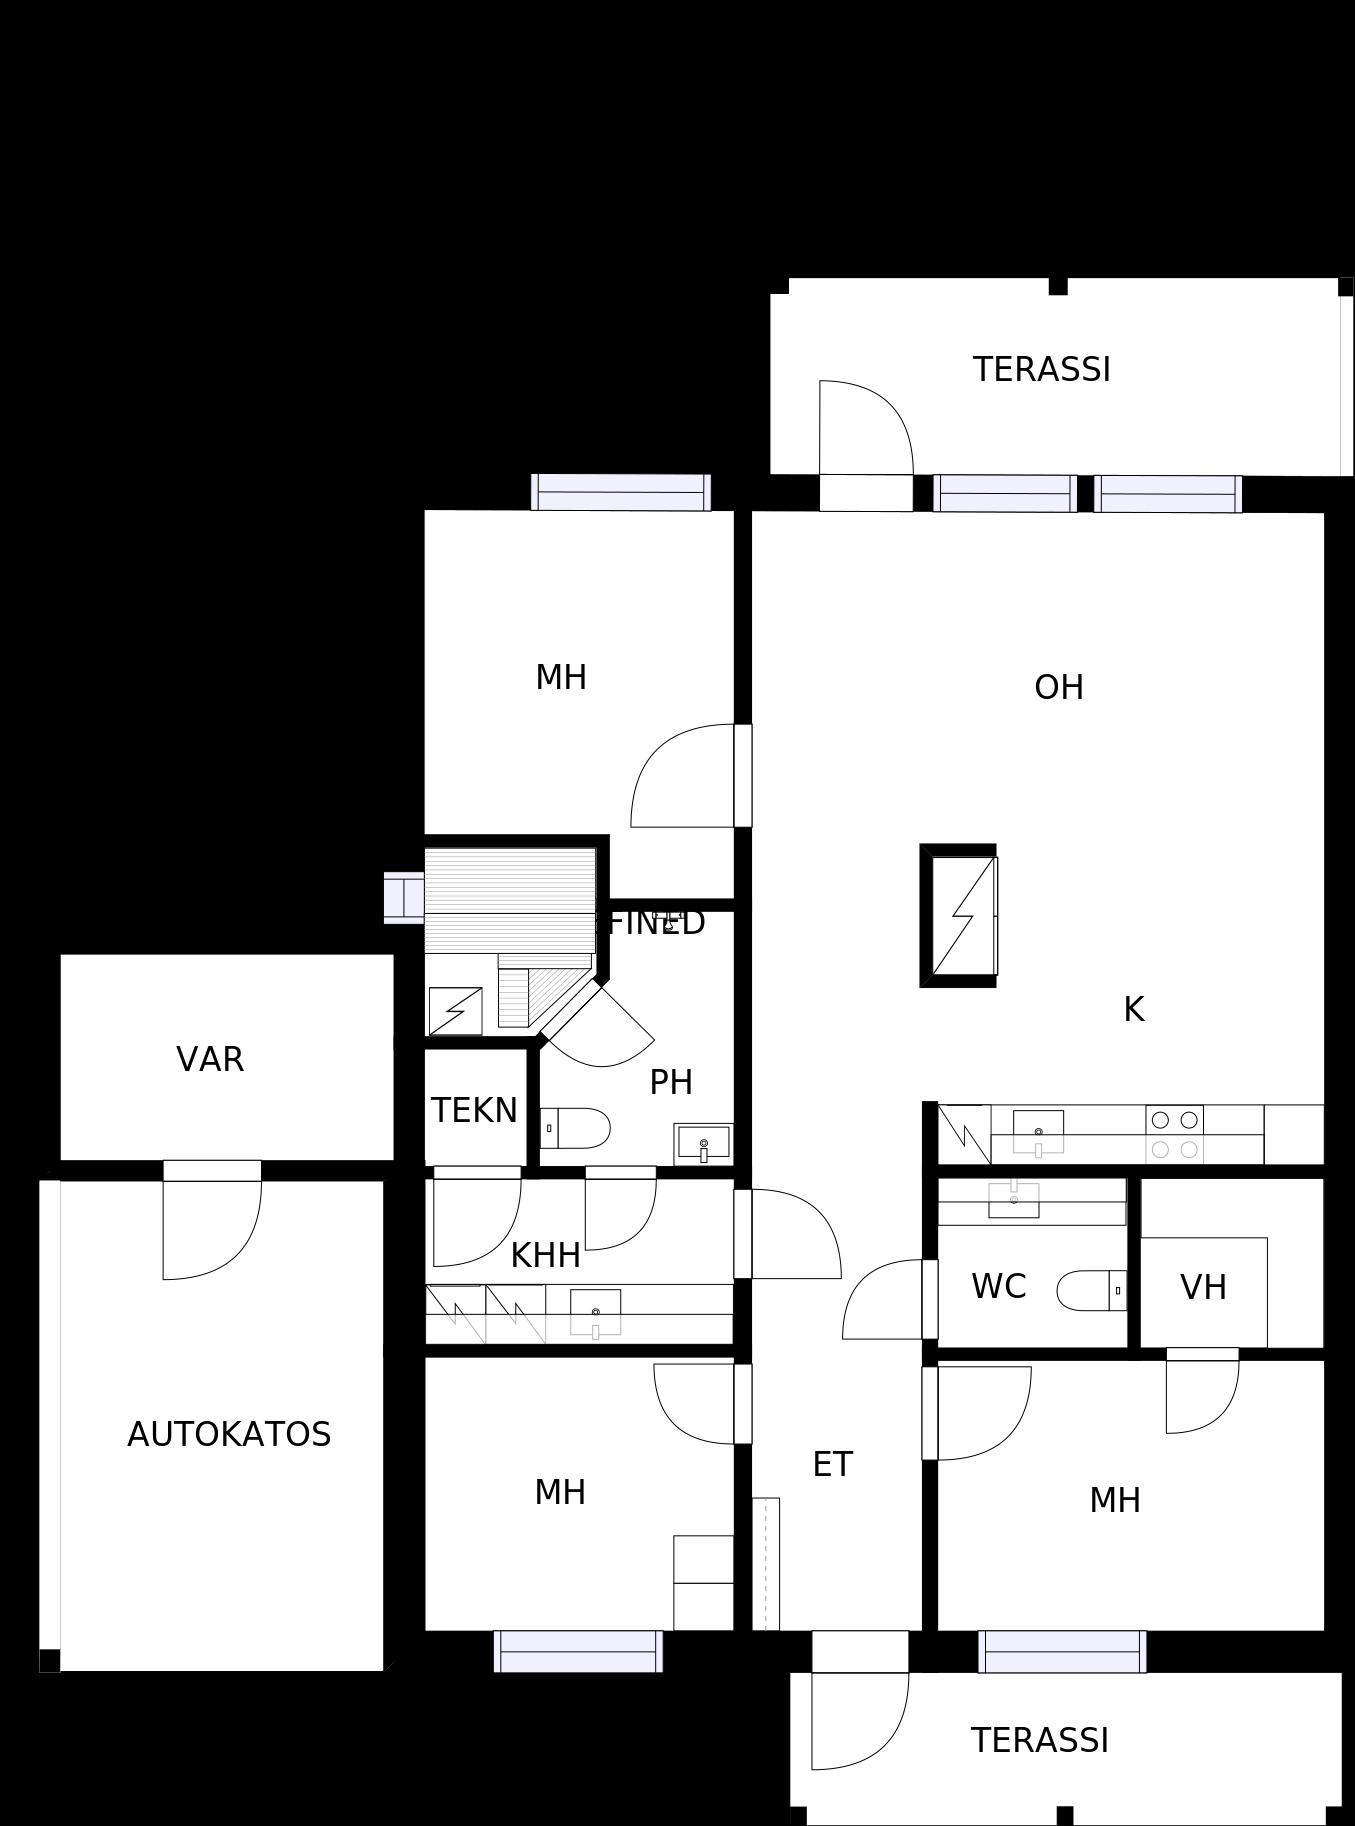 TERASSI
MH
OH
FINED
K
VAR
PH
TEKN
KHH
WC
VH
AUTOKATOS
ET
MH
MH
TERASSI